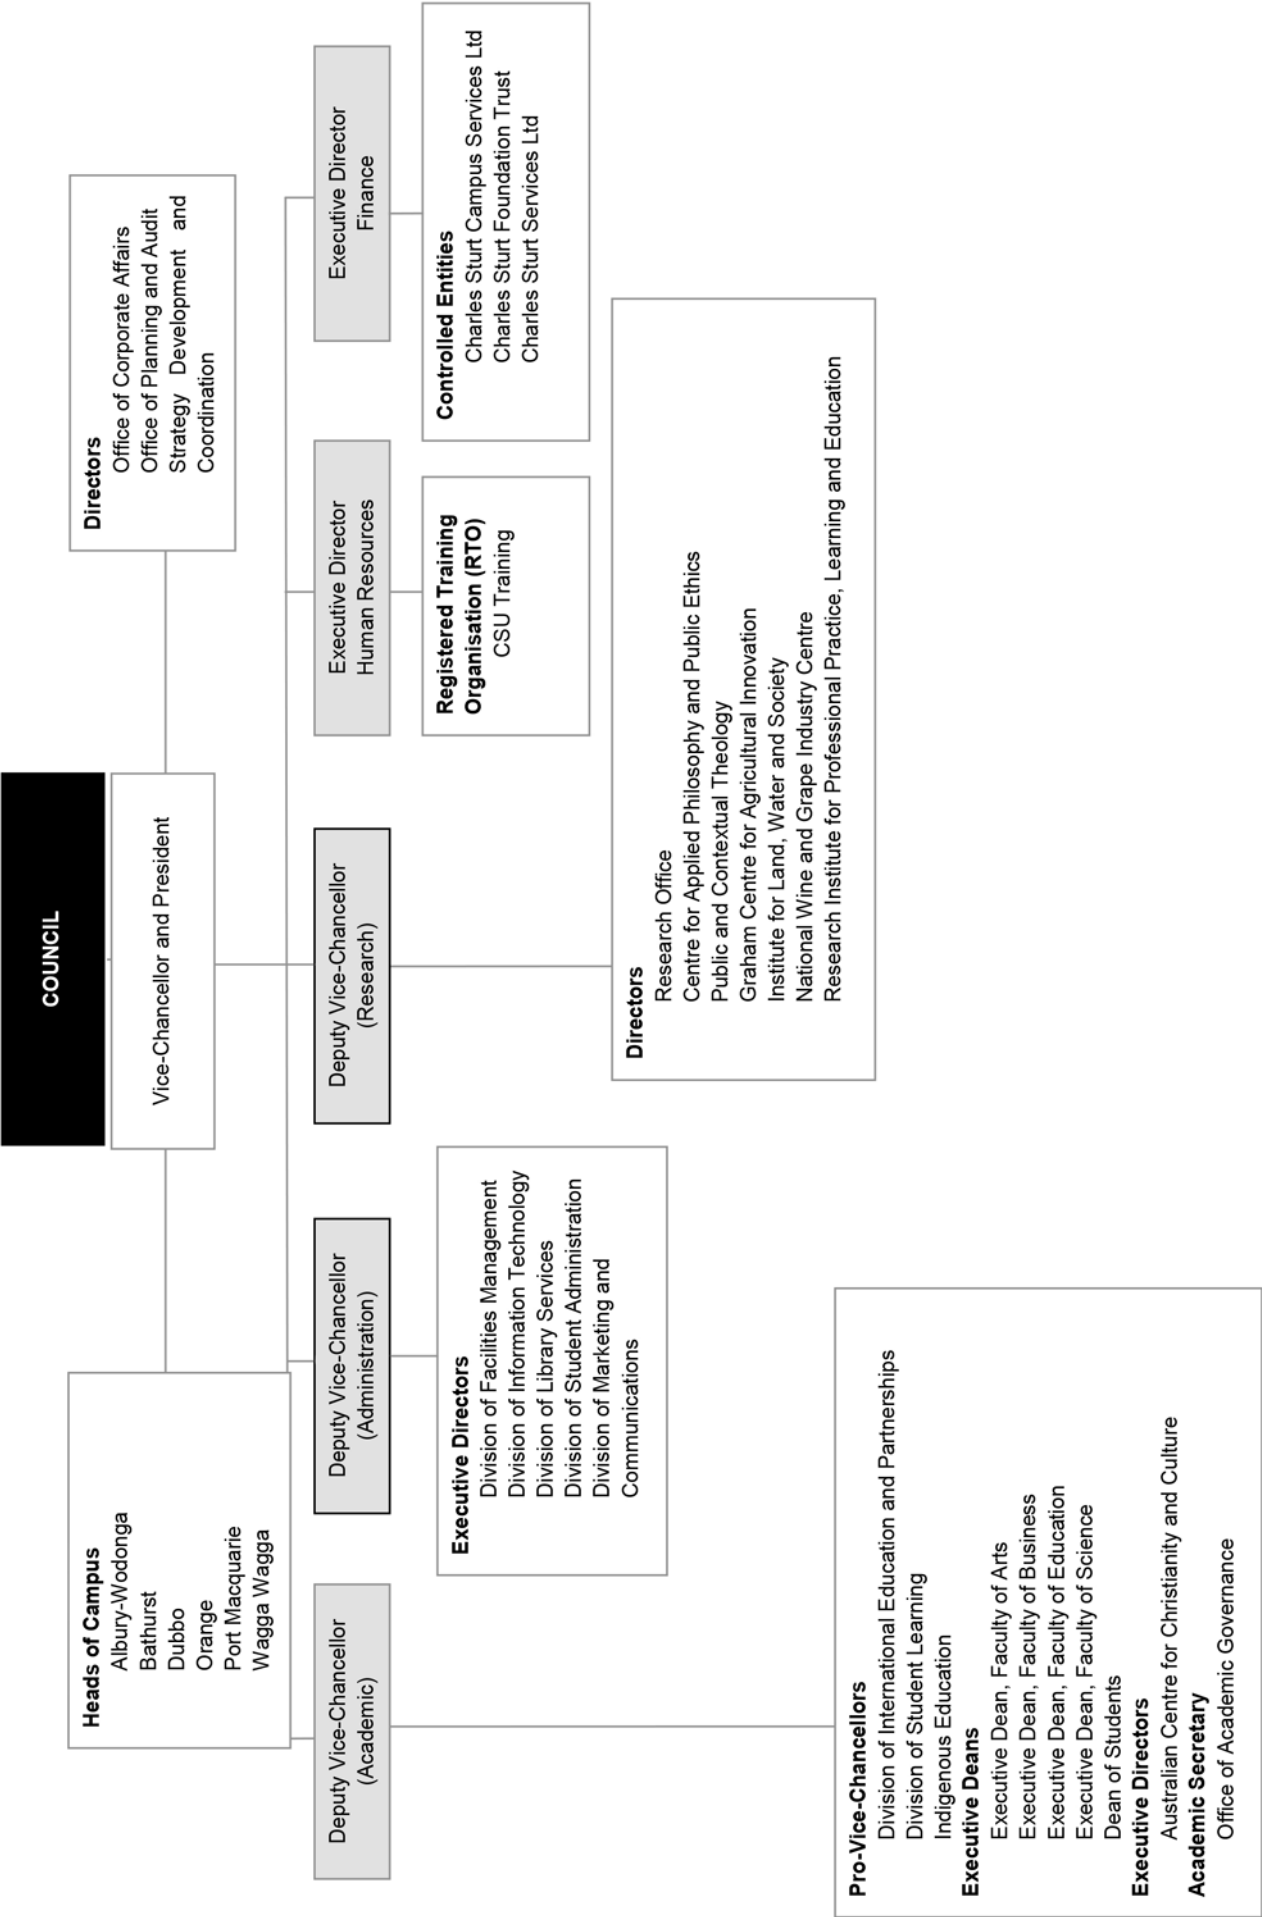 COUNCIL
Vice-Chancellor and President
Heads of Campus
Albury-Wodonga
Bathurst
Dubbo
Orange
Port Macquarie
Wagga Wagga
Directors
Office of Corporate Affairs
Office of Planning and Audit
Strategy Development and
Coordination
Deputy Vice-Chancellor
(Academic)
Deputy Vice-Chancellor
(Administration)
Deputy Vice-Chancellor
(Research)
Executive Director
Human Resources
Executive Director
Finance
Executive Directors
Division of Facilities Management
Division of Information Technology
Division of Library Services
Division of Student Administration
Division of Marketing and
Communications
Registered Training
Organisation (RTO)
CSU Training
Controlled Entities
Charles Sturt Campus Services Ltd
Charles Sturt Foundation Trust
Charles Sturt Services Ltd
Directors
Research Office
Centre for Applied Philosophy and Public Ethics
Public and Contextual Theology
Graham Centre for Agricultural Innovation
Institute for Land, Water and Society
National Wine and Grape Industry Centre
Research Institute for Professional Practice, Learning and Education
Pro-Vice-Chancellors
Division of International Education and Partnerships
Division of Student Learning
Indigenous Education
Executive Deans
Executive Dean, Faculty of Arts
Executive Dean, Faculty of Business
Executive Dean, Faculty of Education
Executive Dean, Faculty of Science
Dean of Students
Executive Directors
Australian Centre for Christianity and Culture
Academic Secretary
Office of Academic Governance